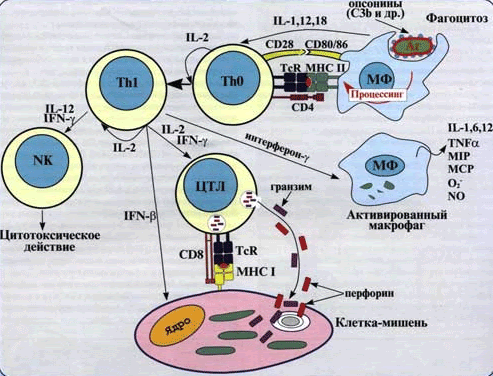 опсонины
(С3b и др.)
Фагоцитоз
IL-1,12,18
IL-2
CD28
CD80/86
Аг
TcR
MHC II
МФ
Процессинг
Th1
Th0
CD4
IL-12
IFN-γ
IL-2
IL-2
IFN-γ
интерферон-γ
IL-1,6,12
TNFα
MIP
MCP
O₂⁻
NO
NK
ЦТЛ
гранзим
МФ
Активированный
макрофаг
Цитотоксическое
действие
IFN-β
CD8
TcR
MHC I
перфорин
Ядро
Клетка-мишень